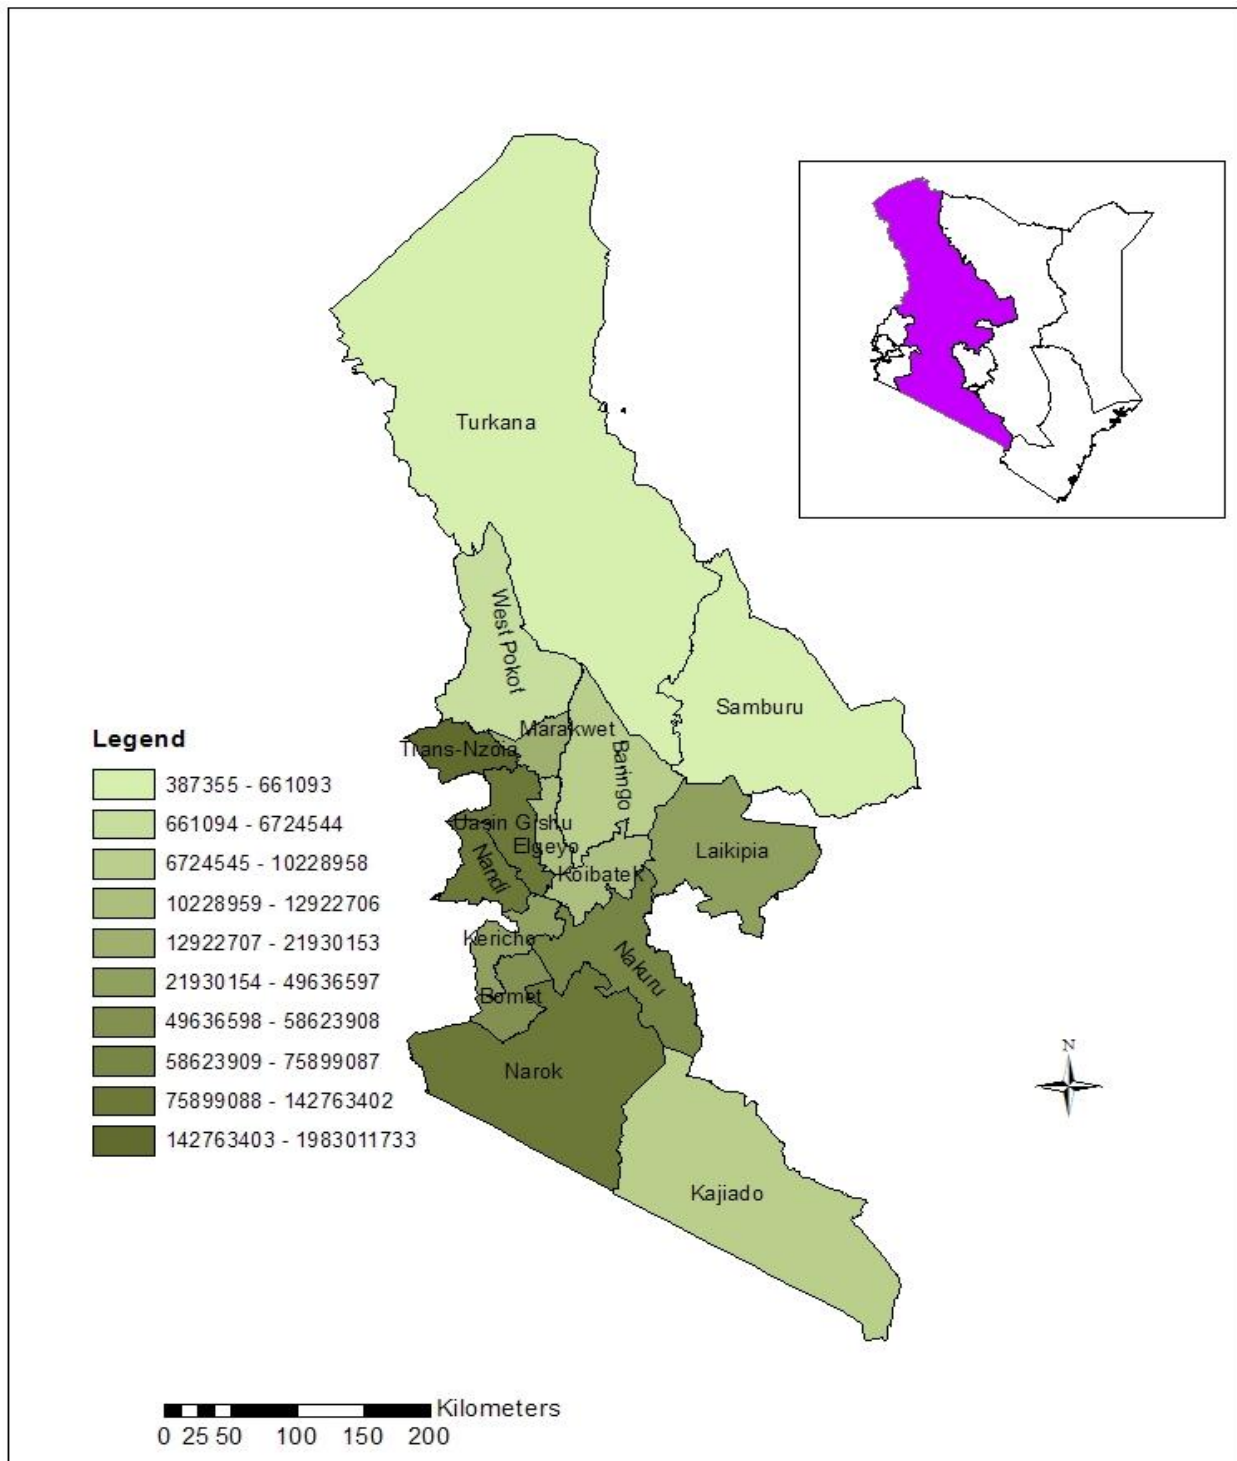 Turkana
West Pokot
Samburu
Marakwet
Trans-Nzoia
Baringo
Uasin Gishu
Elgeyo
Laikipia
Nandi
Koibatek
Kericho
Nakuru
Bomet
Narok
Kajiado
Legend
387355 - 661093
661094 - 6724544
6724545 - 10228958
10228959 - 12922706
12922707 - 21930153
21930154 - 49636597
49636598 - 58623908
58623909 - 75899087
75899088 - 142763402
142763403 - 1983011733
N
Kilometers
0 25 50 100 150 200